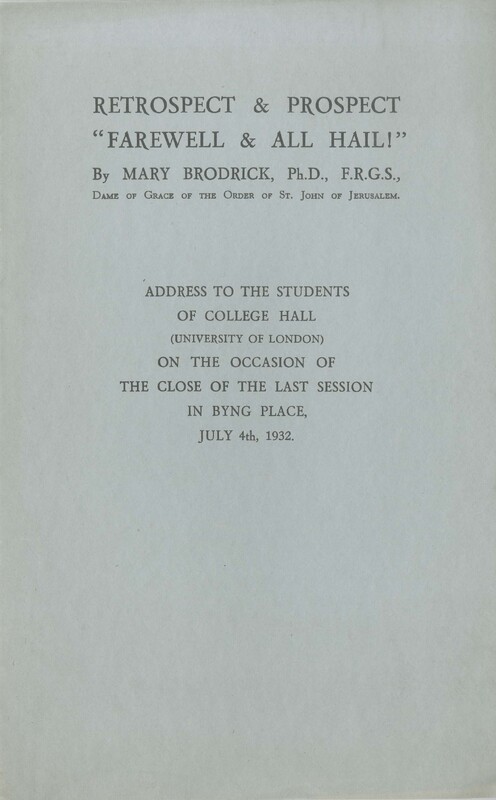 RETROSPECT & PROSPECT
“FAREWELL & ALL HAIL!”
By MARY BRODRICK, Ph.D., F.R.G.S.,
Dame of Grace of the Order of St. John of Jerusalem.
ADDRESS TO THE STUDENTS
OF COLLEGE HALL
(UNIVERSITY OF LONDON)
ON THE OCCASION OF
THE CLOSE OF THE LAST SESSION
IN BYNG PLACE,
JULY 4th, 1932.